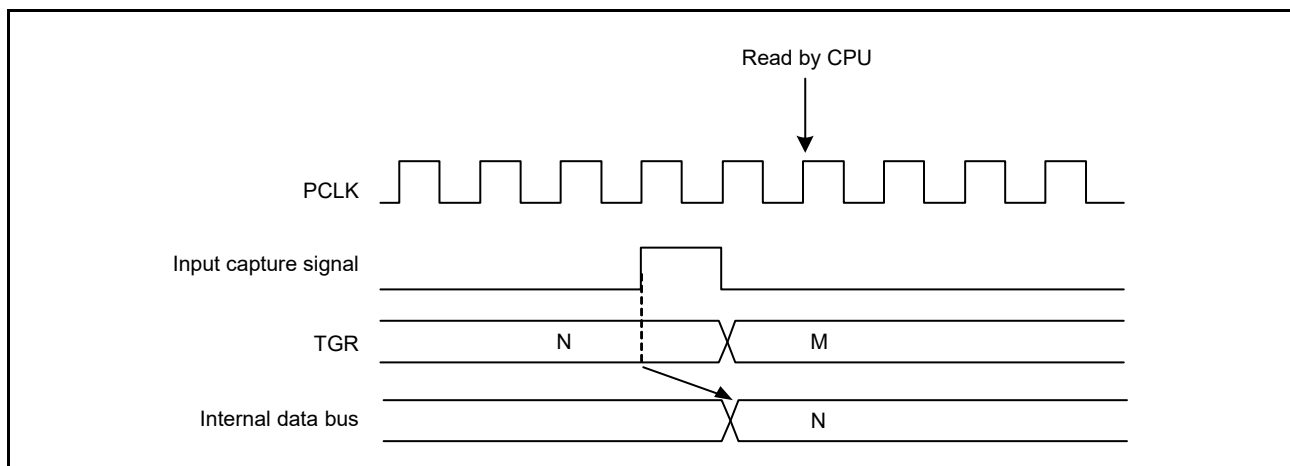 Read by CPU
PCLK
Input capture signal
TGR
N
M
Internal data bus
N